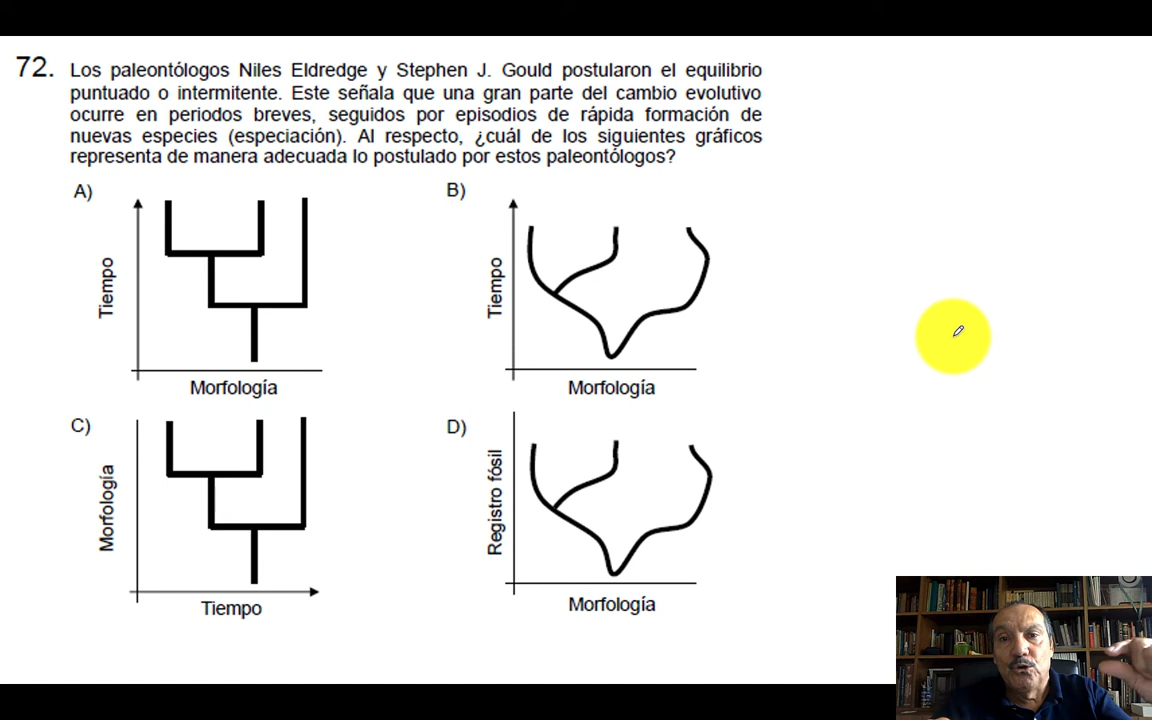 72. Los paleontólogos Niles Eldredge y Stephen J. Gould postularon el equilibrio
puntuado o intermitente. Este señala que una gran parte del cambio evolutivo
ocurre en periodos breves, seguidos por episodios de rápida formación de
nuevas especies (especiación). Al respecto, ¿cuál de los siguientes gráficos
representa de manera adecuada lo postulado por estos paleontólogos?
A)
Tiempo
Morfología
B)
Tiempo
Morfología
C)
Morfología
Tiempo
D)
Registro fósil
Morfología